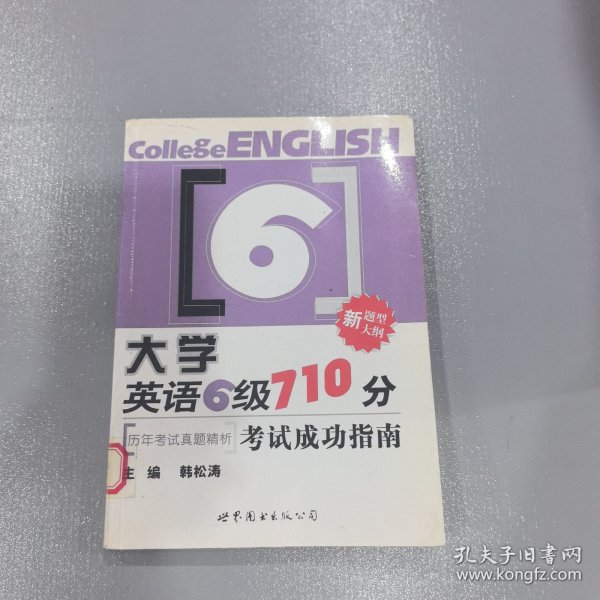 College ENGLISH
[6]
新题型
大纲
大学
英语6级710分
[历年考试真题精析] 考试成功指南
主编 韩松涛
世界图书出版公司
孔夫子旧书网
www.kongfz.com